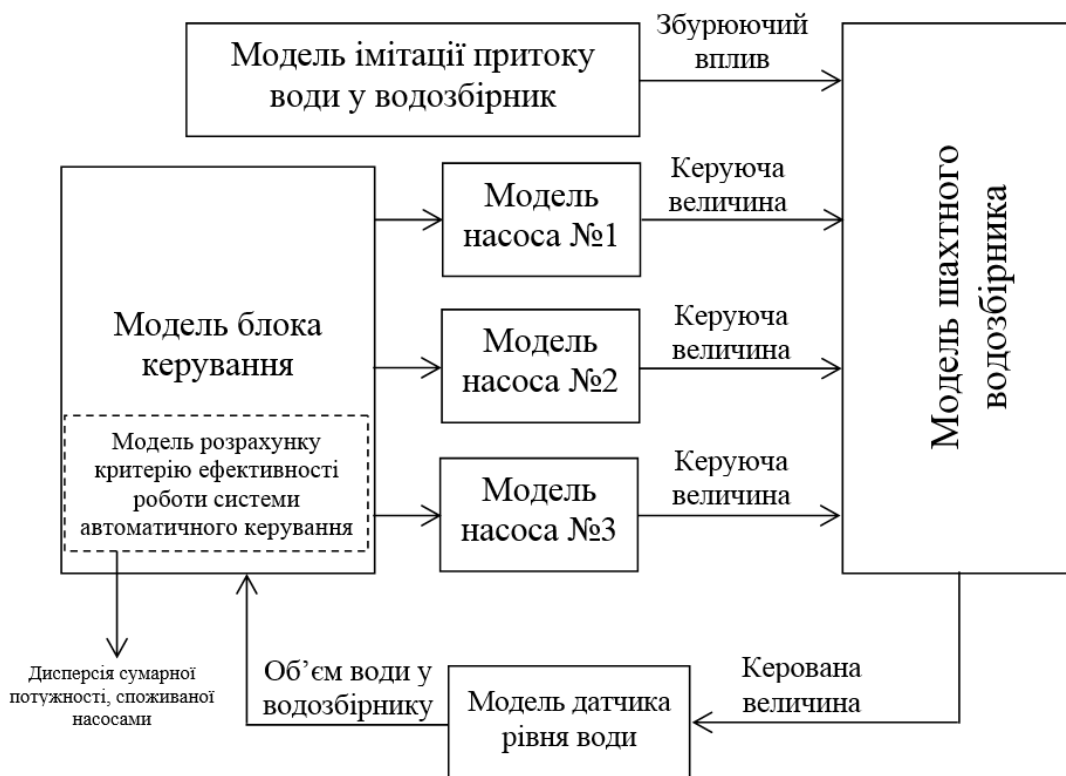 Модель імітації притоку
води у водозбірник
Збурюючий
вплив
Модель блока
керування
Модель розрахунку
критерію ефективності
роботи системи
автоматичного керування
Модель
насоса №1
Керуюча
величина
Модель
насоса №2
Керуюча
величина
Модель
насоса №3
Керуюча
величина
Модель шахтного
водозбірника
Дисперсія сумарної
потужності, споживаної
насосами
Об’єм води у
водозбірнику
Модель датчика
рівня води
Керована
величина